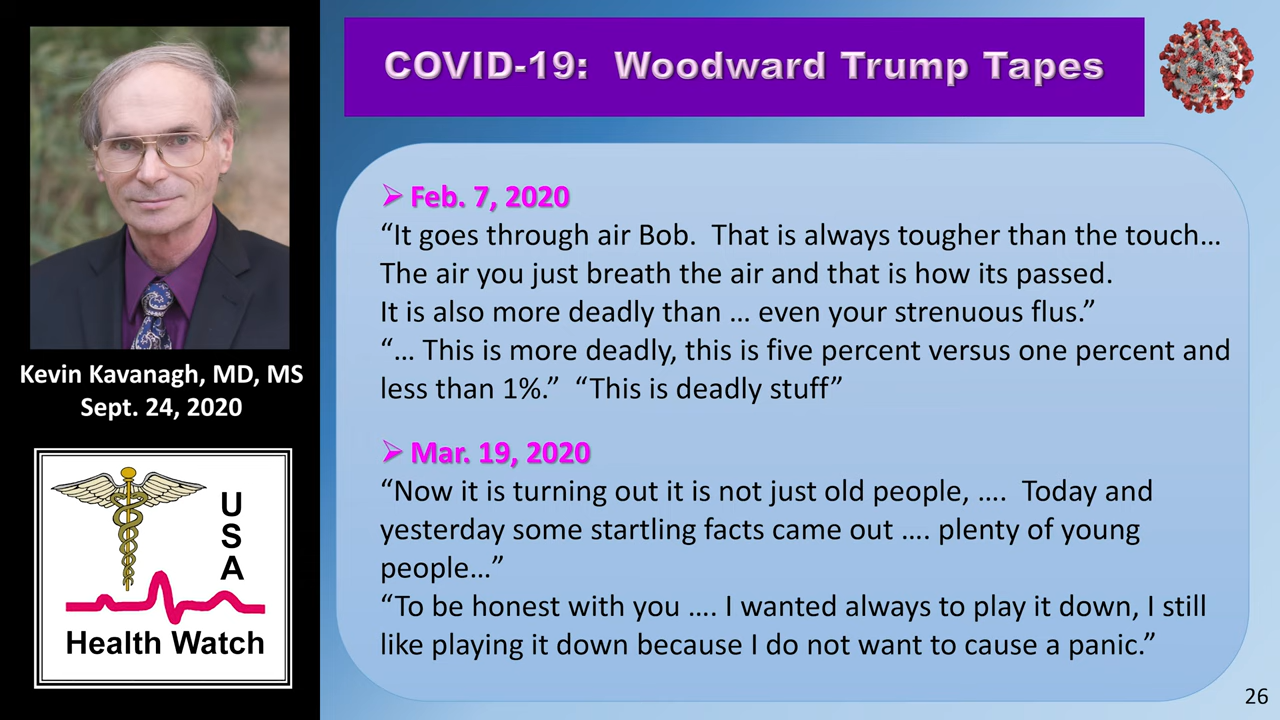 COVID-19: Woodward Trump Tapes
Feb. 7, 2020
“It goes through air Bob. That is always tougher than the touch…
The air you just breath the air and that is how its passed.
It is also more deadly than … even your strenuous flus.”
“… This is more deadly, this is five percent versus one percent and
less than 1%.” “This is deadly stuff”
Mar. 19, 2020
“Now it is turning out it is not just old people, …. Today and
yesterday some startling facts came out …. plenty of young
people…”
“To be honest with you …. I wanted always to play it down, I still
like playing it down because I do not want to cause a panic.”
Kevin Kavanagh, MD, MS
Sept. 24, 2020
U
S
A
Health Watch
26